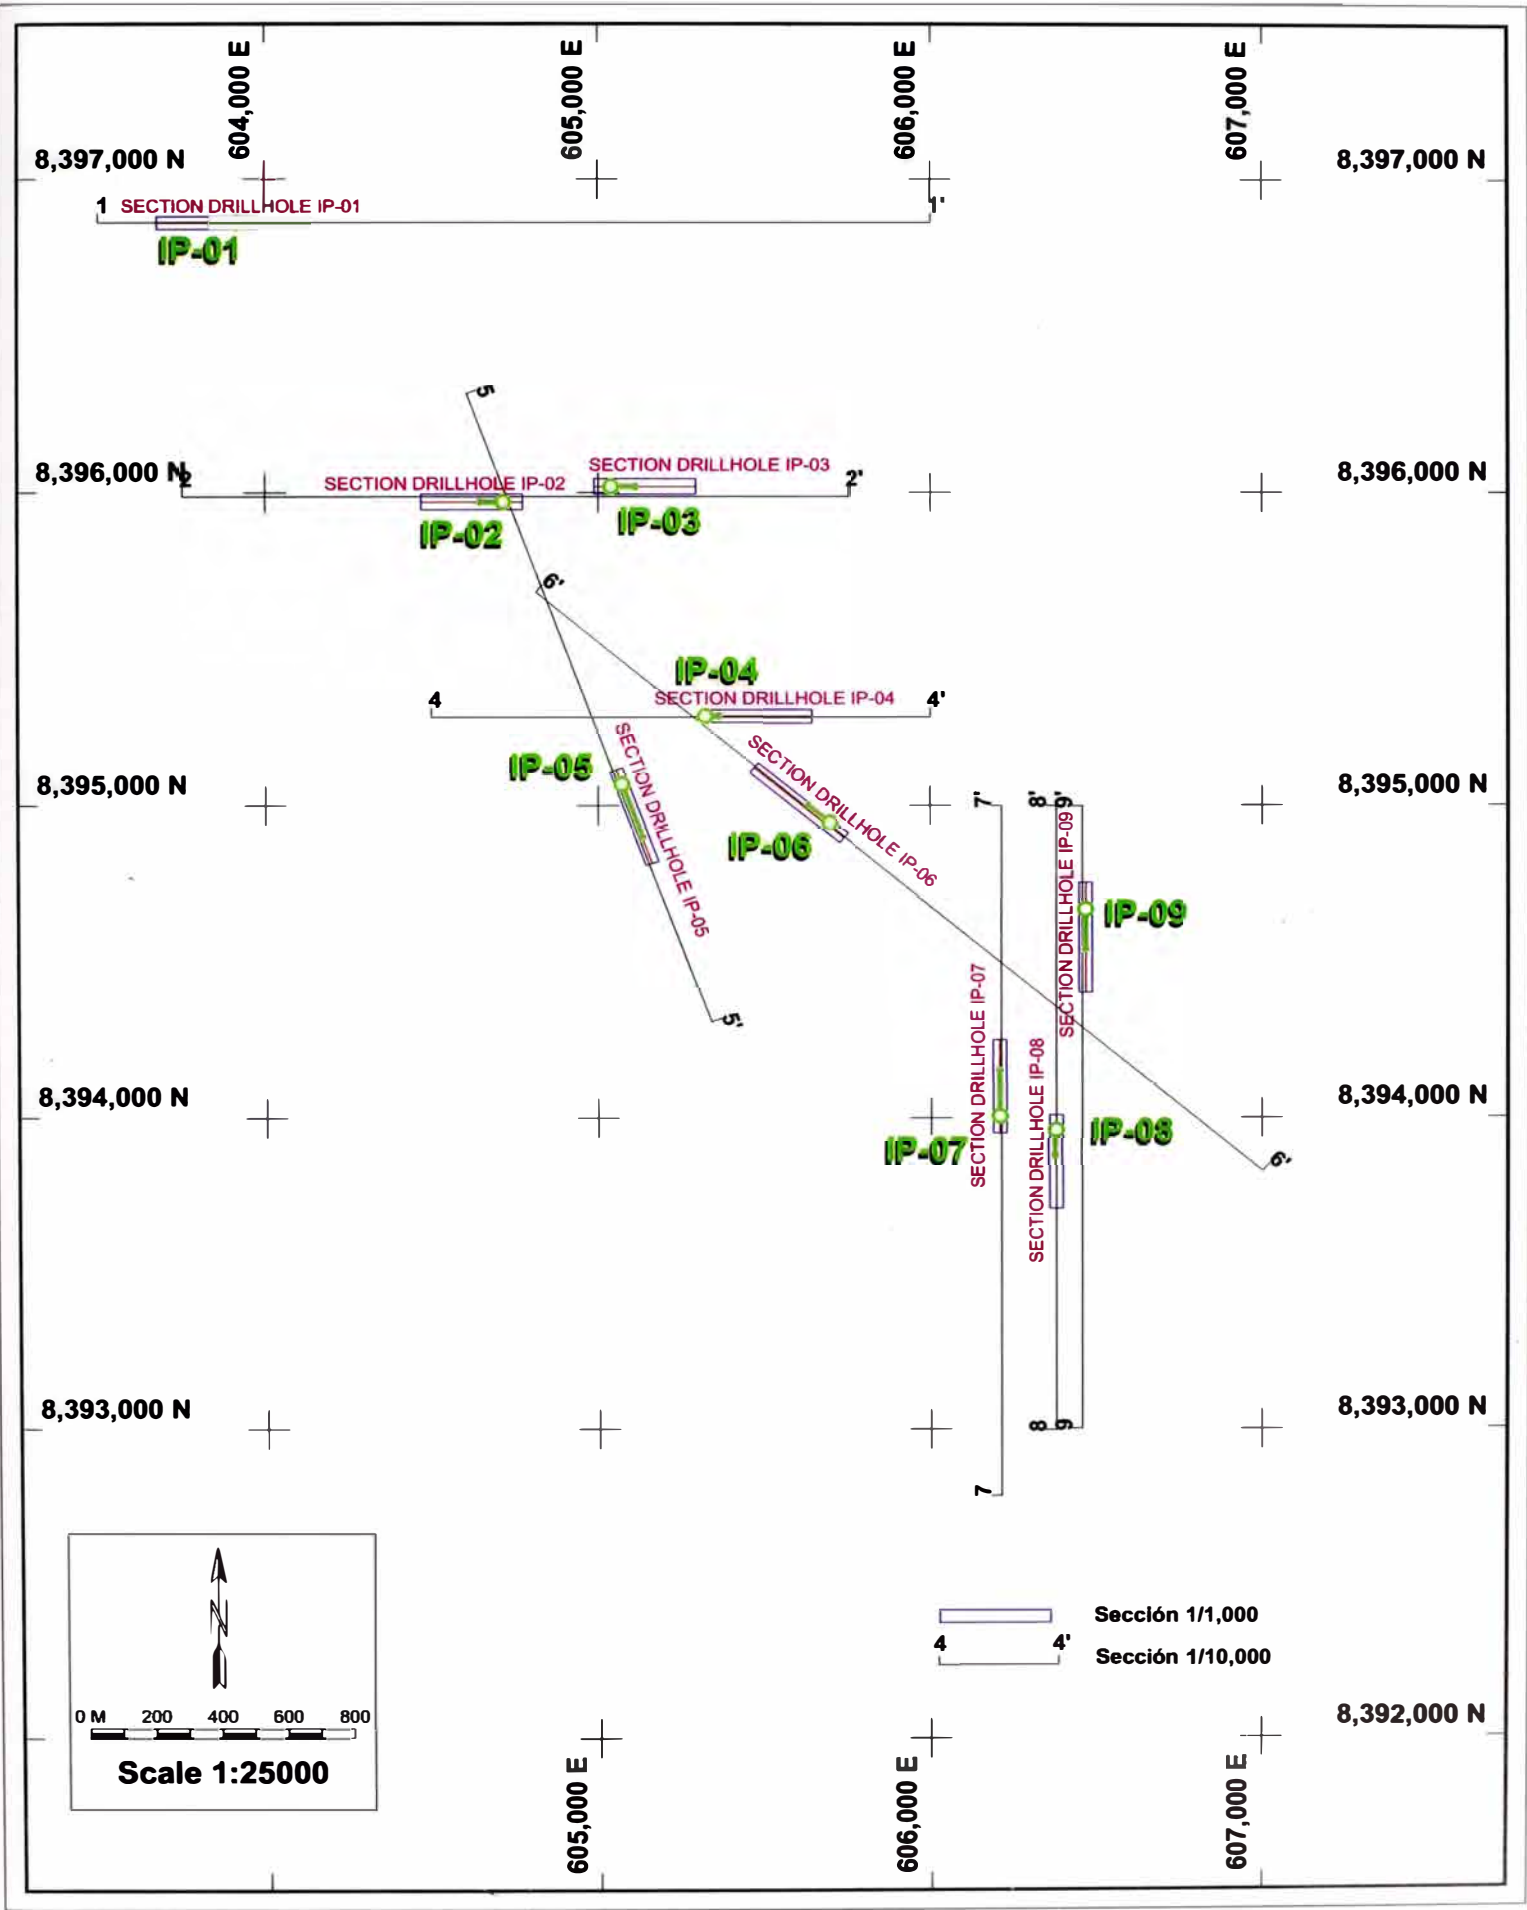 604,000 E
605,000 E
606,000 E
607,000 E
8,397,000 N
8,397,000 N
1
SECTION DRILLHOLE IP-01
1'
IP-01
5
8,396,000 N
2
SECTION DRILLHOLE IP-02
SECTION DRILLHOLE IP-03
2'
8,396,000 N
IP-02
IP-03
6'
IP-04
4
SECTION DRILLHOLE IP-04
4'
IP-05
SECTION DRILLHOLE IP-05
SECTION DRILLHOLE IP-06
8,395,000 N
7'
8'
9'
8,395,000 N
IP-06
SECTION DRILLHOLE IP-09
IP-09
5'
SECTION DRILLHOLE IP-07
SECTION DRILLHOLE IP-08
8,394,000 N
8,394,000 N
IP-07
IP-08
6'
8,393,000 N
8
9
8,393,000 N
7
0 M 200 400 600 800
Scale 1:25000
Sección 1/1,000
4 4'
Sección 1/10,000
8,392,000 N
605,000 E
606,000 E
607,000 E